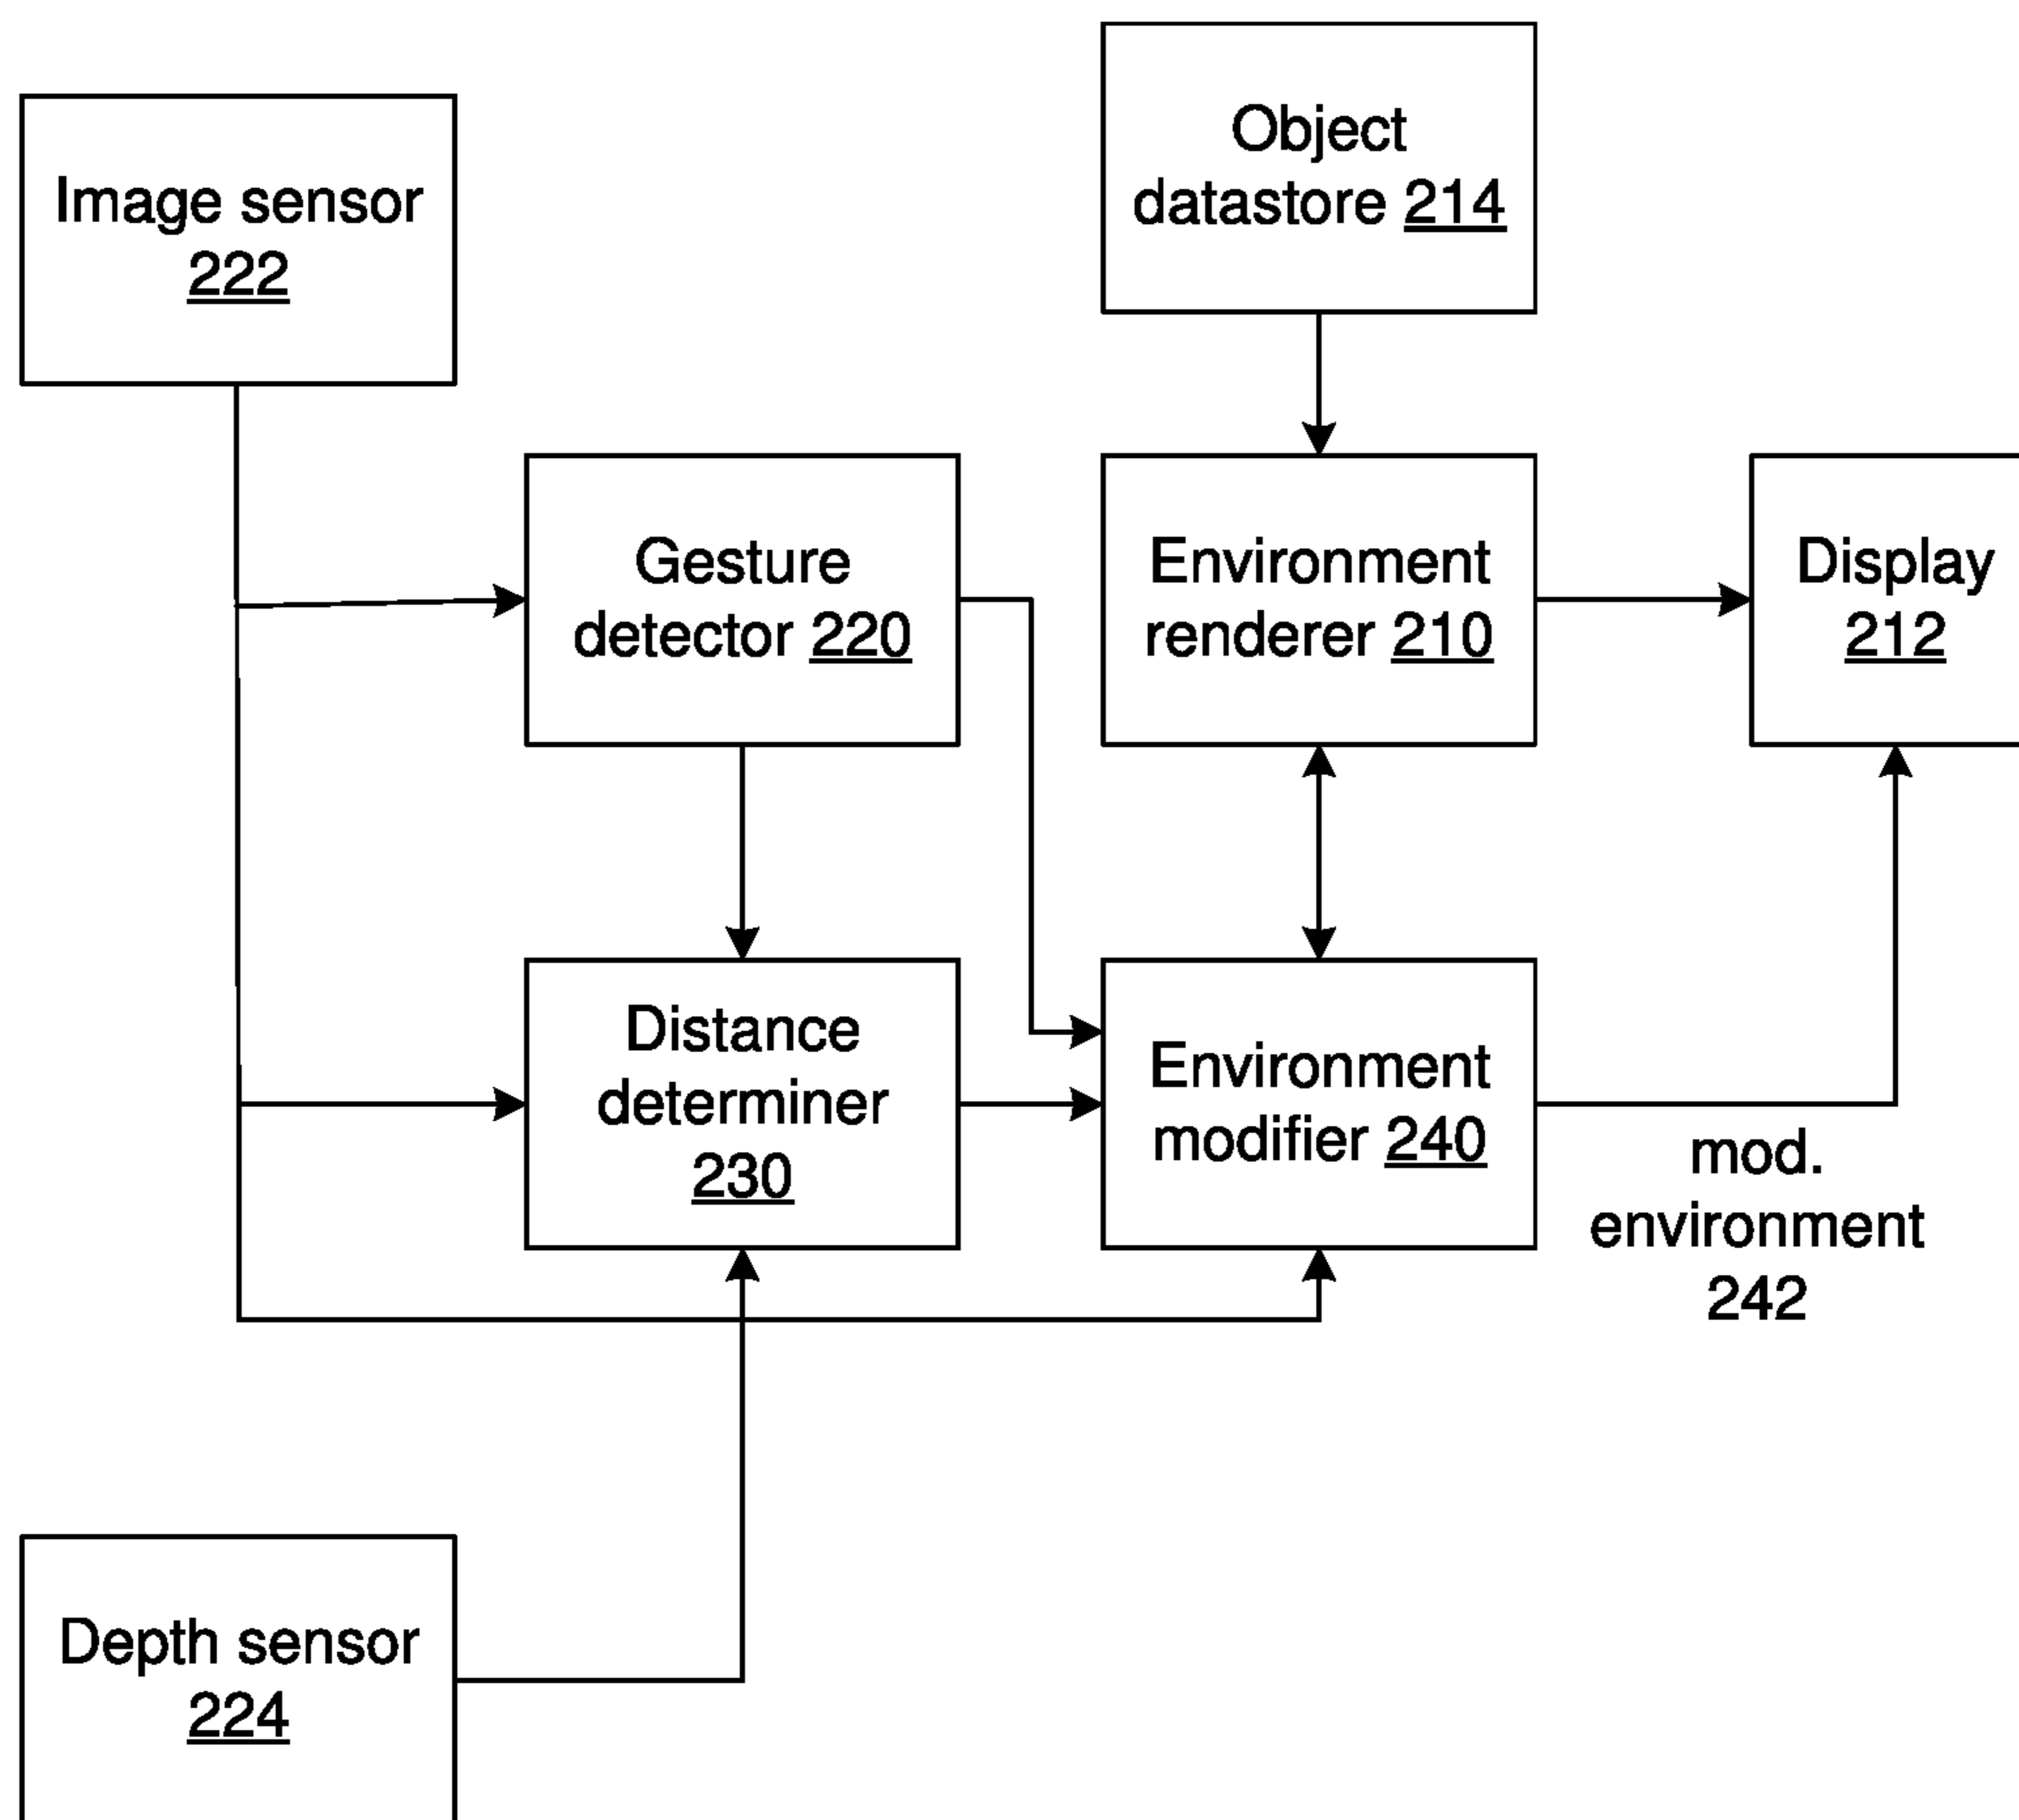 Object
datastore 214
Image sensor
222
Gesture
detector 220
Environment
renderer 210
Display
212
Distance
determiner
230
Environment
modifier 240
mod.
environment
242
Depth sensor
224